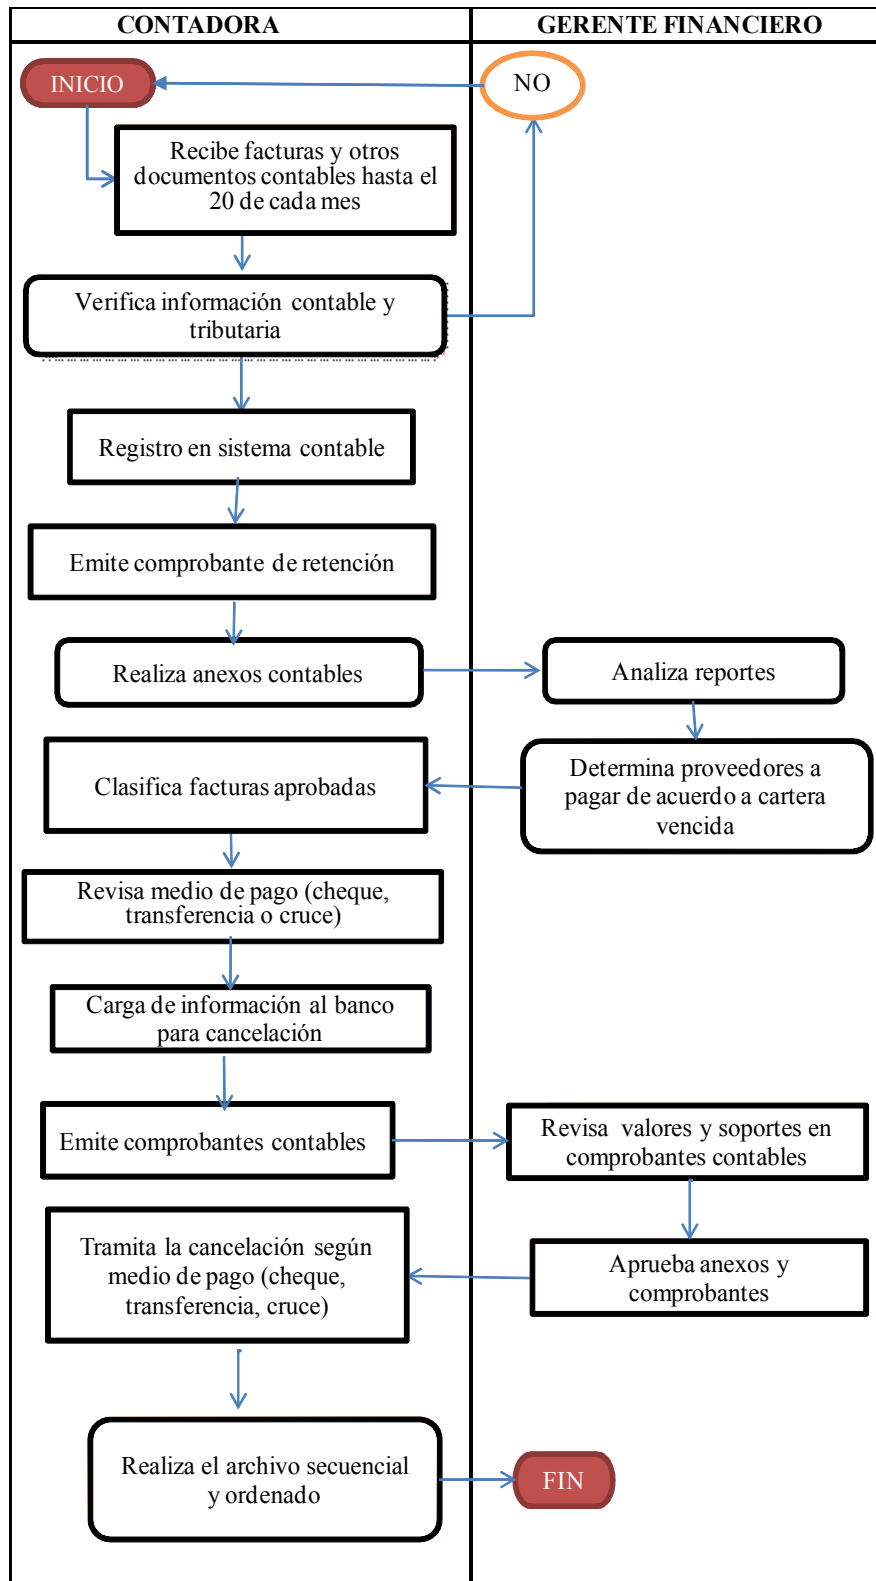 CONTADORA
GERENTE FINANCIERO
INICIO
NO
Recibe facturas y otros
documentos contables hasta el
20 de cada mes
Verifica información contable y
tributaria
Registro en sistema contable
Emite comprobante de retención
Realiza anexos contables
Analiza reportes
Determina proveedores a
pagar de acuerdo a cartera
vencida
Clasifica facturas aprobadas
Revisa medio de pago (cheque,
transferencia o cruce)
Carga de información al banco
para cancelación
Emite comprobantes contables
Revisa valores y soportes en
comprobantes contables
Aprueba anexos y
comprobantes
Tramita la cancelación según
medio de pago (cheque,
transferencia, cruce)
Realiza el archivo secuencial
y ordenado
FIN